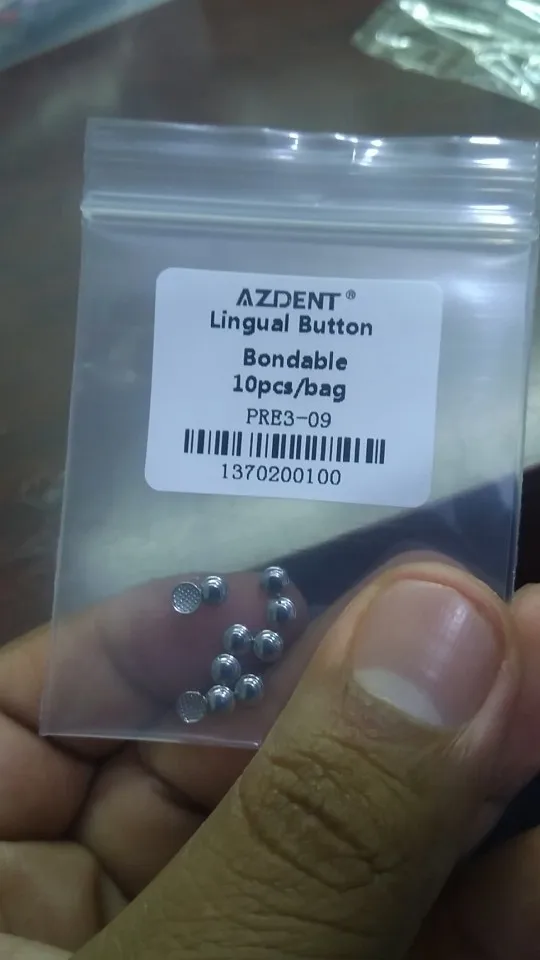 AZDENT®
Lingual Button
Bondable
10pcs/bag
PRE3-09
1370200100